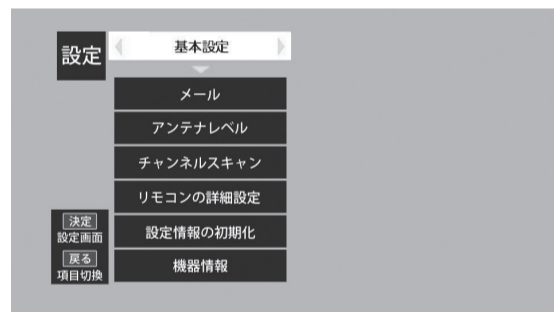 設定
基本設定
メール
アンテナレベル
チャンネルスキャン
リモコンの詳細設定
設定情報の初期化
機器情報
決定
設定画面
戻る
項目切換